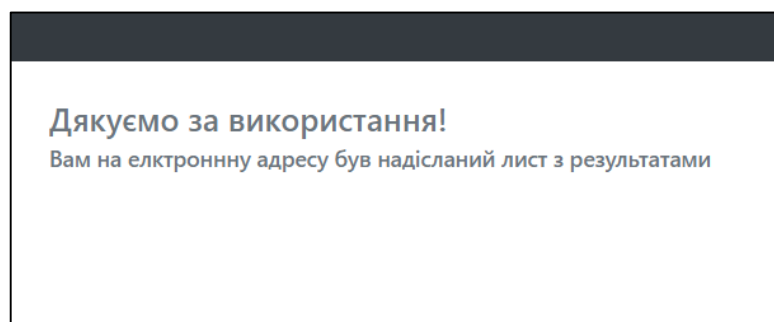 Дякуємо за використання!
Вам на елктроннну адресу був надісланий лист з результатами